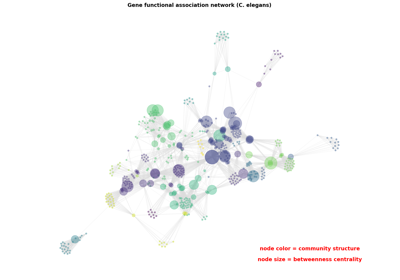 Gene functional association network (C. elegans)
node color = community structure
node size = betweenness centrality